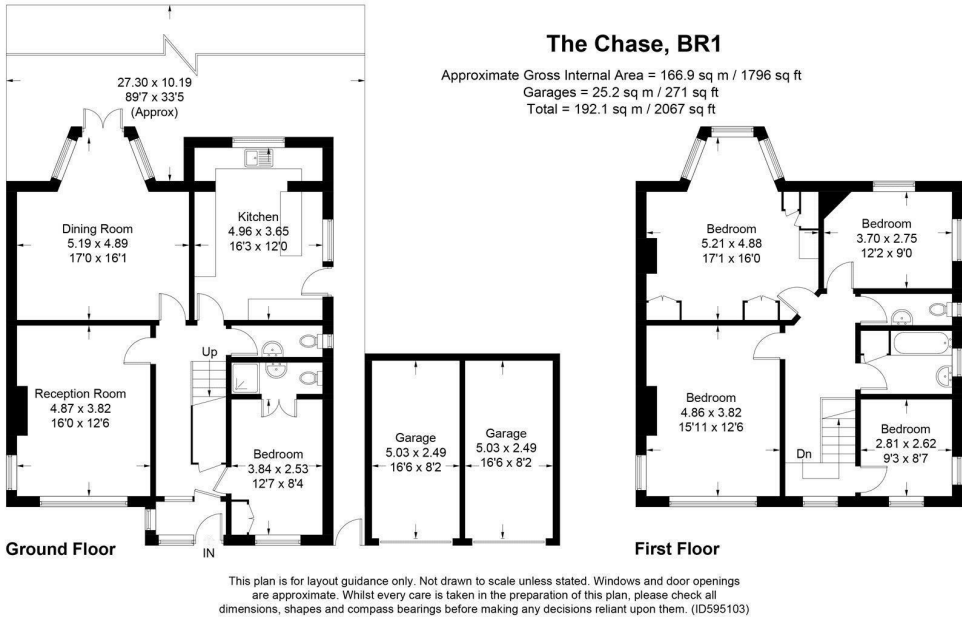 The Chase, BR1
Approximate Gross Internal Area = 166.9 sq m / 1796 sq ft
Garages = 25.2 sq m / 271 sq ft
Total = 192.1 sq m / 2067 sq ft
27.30 x 10.19
89'7 x 33'5
(Approx)
Dining Room
5.19 x 4.89
17'0 x 16'1
Kitchen
4.96 x 3.65
16'3 x 12'0
Up
Reception Room
4.87 x 3.82
16'0 x 12'6
Bedroom
3.84 x 2.53
12'7 x 8'4
IN
Garage
5.03 x 2.49
16'6 x 8'2
Garage
5.03 x 2.49
16'6 x 8'2
Ground Floor
Bedroom
5.21 x 4.88
17'1 x 16'0
Bedroom
3.70 x 2.75
12'2 x 9'0
Bedroom
4.86 x 3.82
15'11 x 12'6
Dn
Bedroom
2.81 x 2.62
9'3 x 8'7
First Floor
This plan is for layout guidance only. Not drawn to scale unless stated. Windows and door openings
are approximate. Whilst every care is taken in the preparation of this plan, please check all
dimensions, shapes and compass bearings before making any decisions reliant upon them. (ID595103)